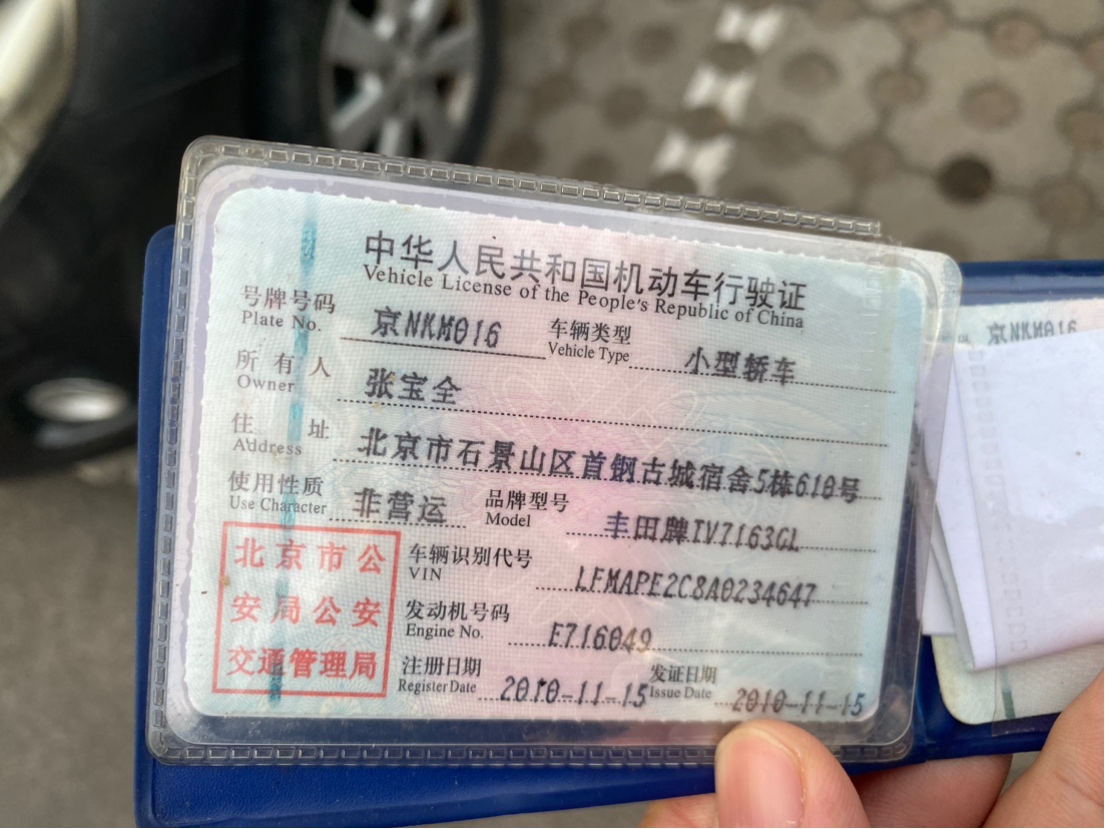 中华人民共和国机动车行驶证
Vehicle License of the People's Republic of China
号牌号码 京NKM016 车辆类型 小型轿车
Plate No. Vehicle Type
所有人 张宝全
Owner
住址 北京市石景山区首钢古城宿舍5栋610号
Address
使用性质 非营运 品牌型号 丰田牌TV7163GL
Use Character Model
车辆识别代号 LFMAPE2C8A0234647
VIN
发动机号码 E716049
Engine No.
注册日期 2010-11-15 发证日期 2010-11-15
Register Date Issue Date
北京市公
安局公安
交通管理局
京NKM016